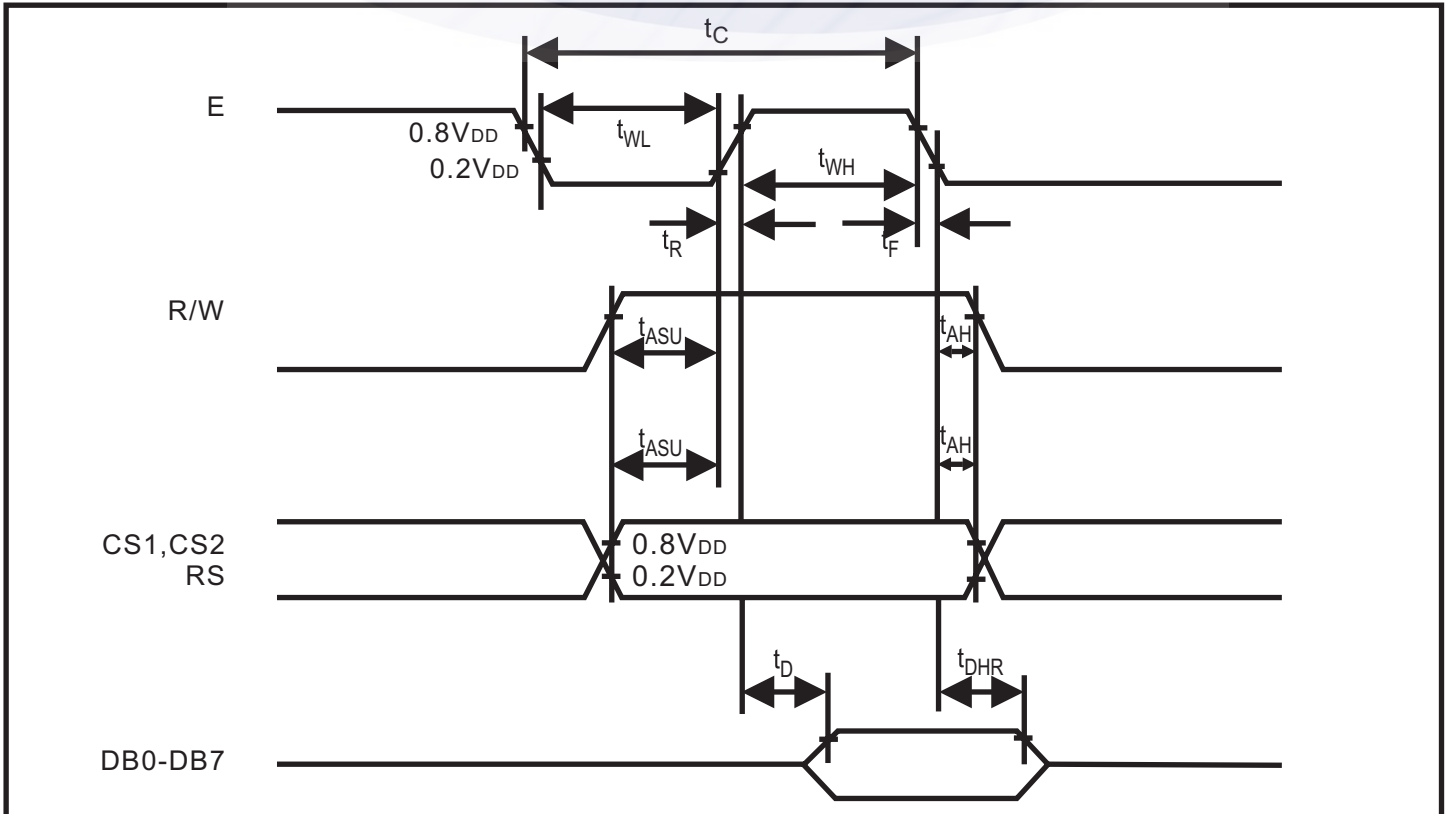 tC
E
0.8VDD
tWL
0.2VDD
tWH
tR
tF
R/W
tASU
tAH
tASU
tAH
CS1,CS2
0.8VDD
RS
0.2VDD
tD
tDHR
DB0-DB7